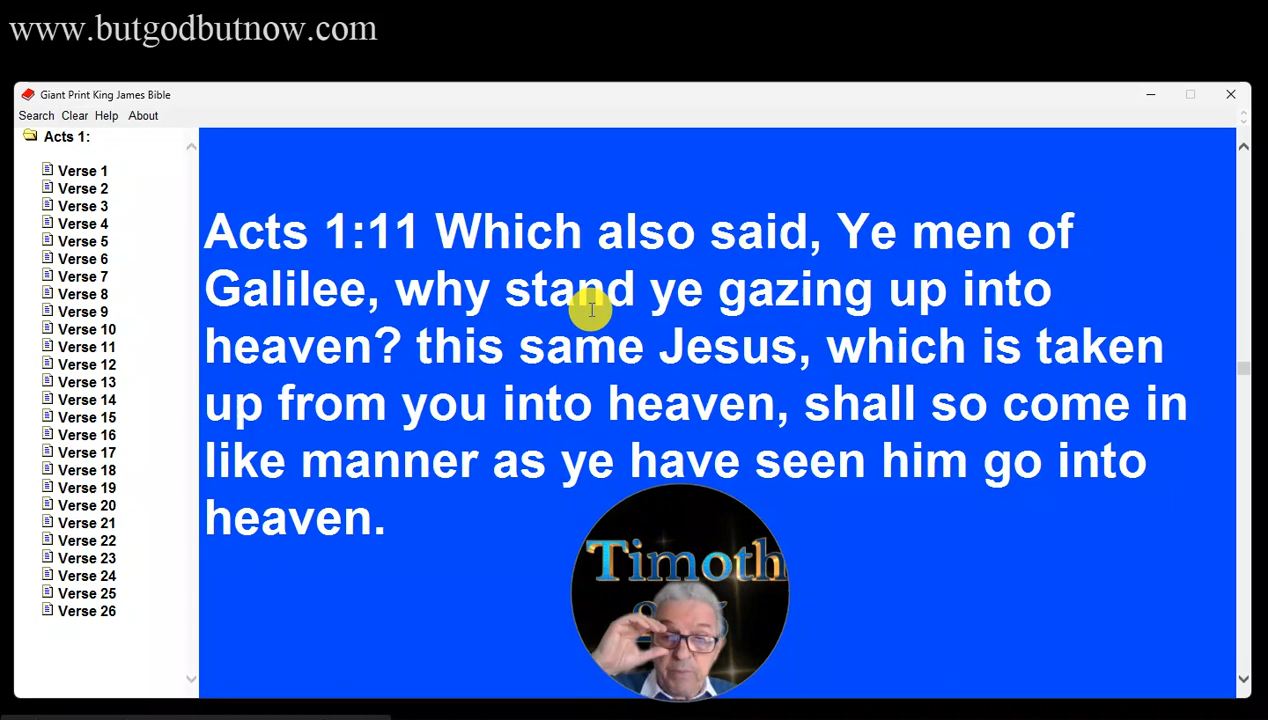 www.butgodbutnow.com
Giant Print King James Bible
Search Clear Help About
Acts 1:
Verse 1
Verse 2
Verse 3
Verse 4
Verse 5
Verse 6
Verse 7
Verse 8
Verse 9
Verse 10
Verse 11
Verse 12
Verse 13
Verse 14
Verse 15
Verse 16
Verse 17
Verse 18
Verse 19
Verse 20
Verse 21
Verse 22
Verse 23
Verse 24
Verse 25
Verse 26
Acts 1:11 Which also said, Ye men of
Galilee, why stand ye gazing up into
heaven? this same Jesus, which is taken
up from you into heaven, shall so come in
like manner as ye have seen him go into
heaven.
Timoth